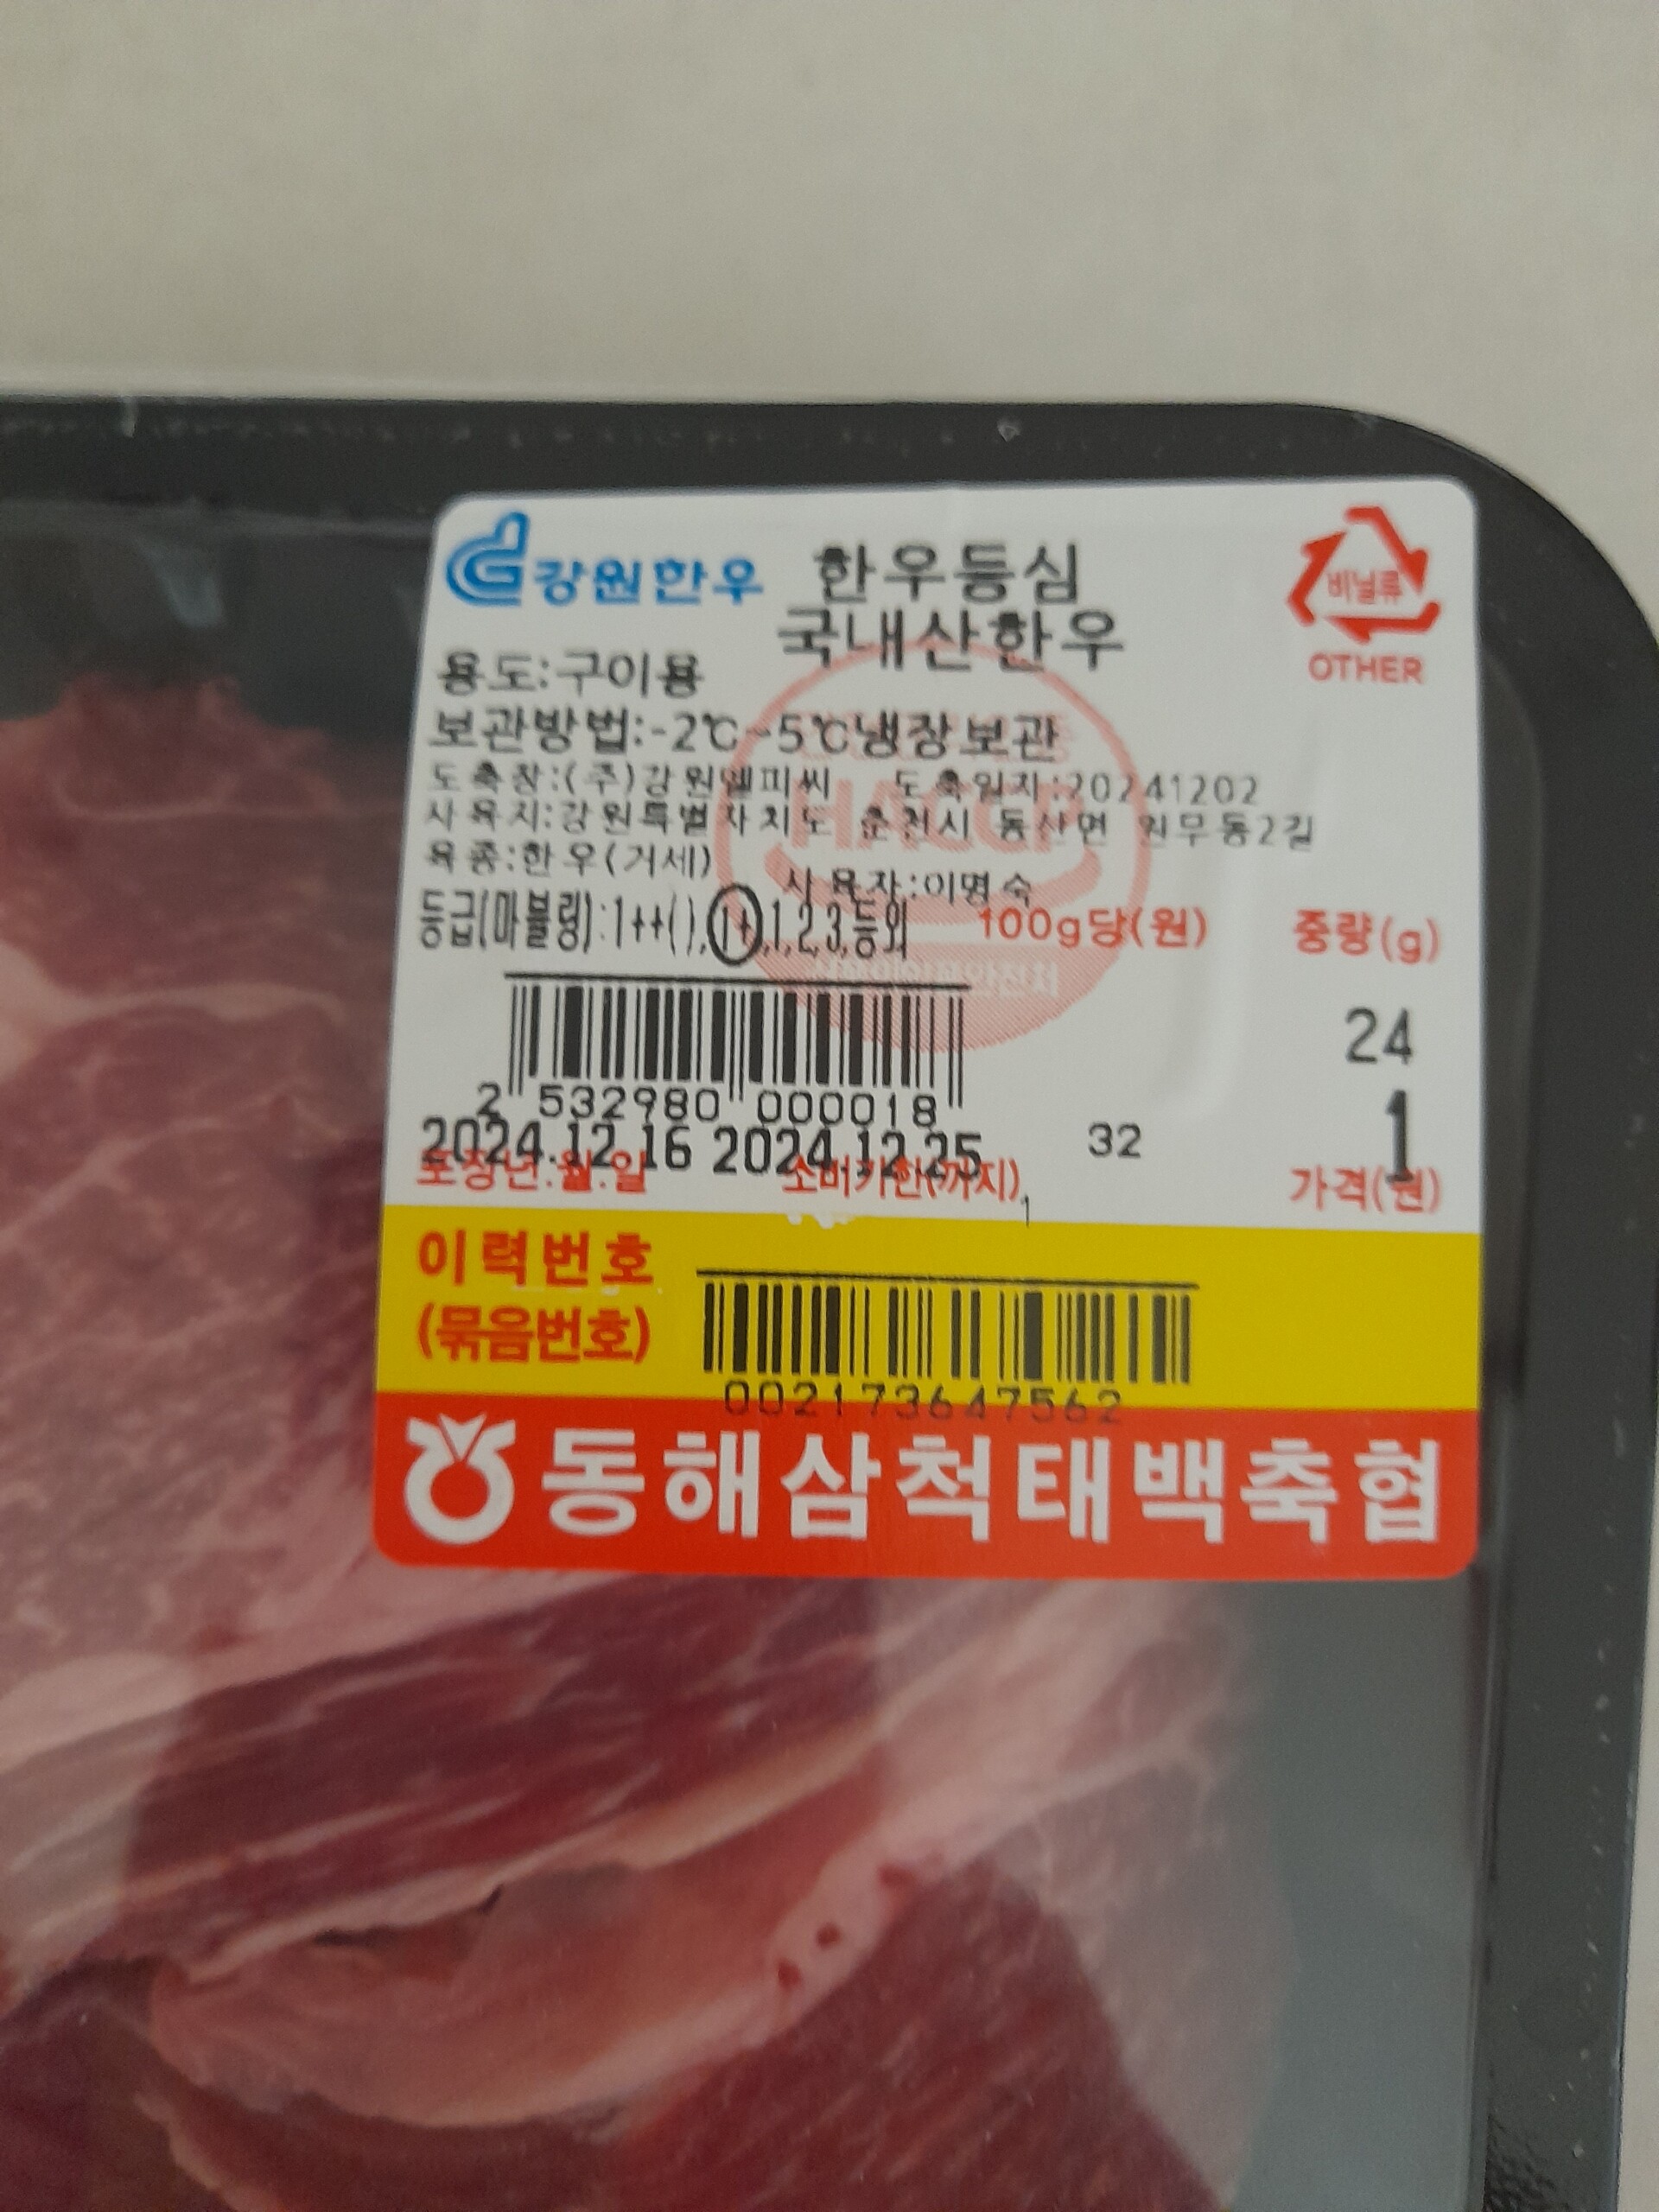 강원한우 한우등심
국내산한우
비닐류
OTHER
용도:구이용
보관방법:-2℃~5℃냉장보관
도축장:(주)강원엘피씨 도축일자:20241202
사육지:강원특별자치도 춘천시 동산면 원무동2길
육종:한우(거세)
사육자:이명숙
등급(마블링):1++(),1+,1,2,3,등외 100g당(원) 중량(g)
HACCP
24
2 532980 000018
2024.12.16 2024.12.25 32 1
포장년.월.일 소비기한(까지) 가격(원)
1
이력번호
(묶음번호)
002173647562
동해삼척태백축협